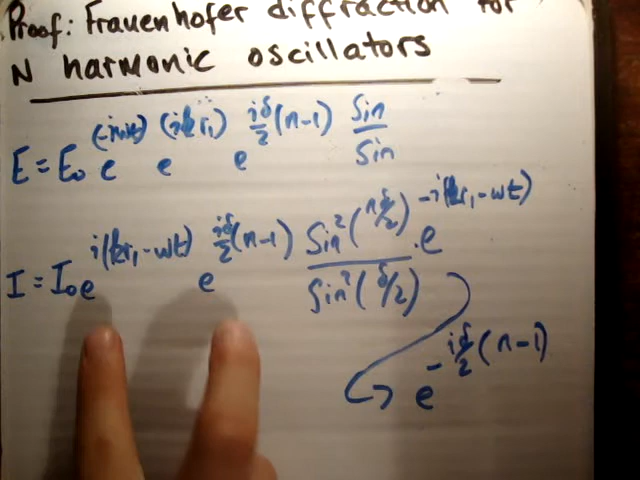 Proof: Frauenhofer diffraction for
N harmonic oscillators
E = E₀ e^(-iωt) e^(ikr₁) e^(iδ/2 (n-1)) Sin/Sin
I = I₀ e^(i(kr₁-ωt)) e^(iδ/2 (n-1)) Sin²(nδ/2)/Sin²(δ/2) · e^(-i(kr₁-ωt))
e^(-iδ/2 (n-1))